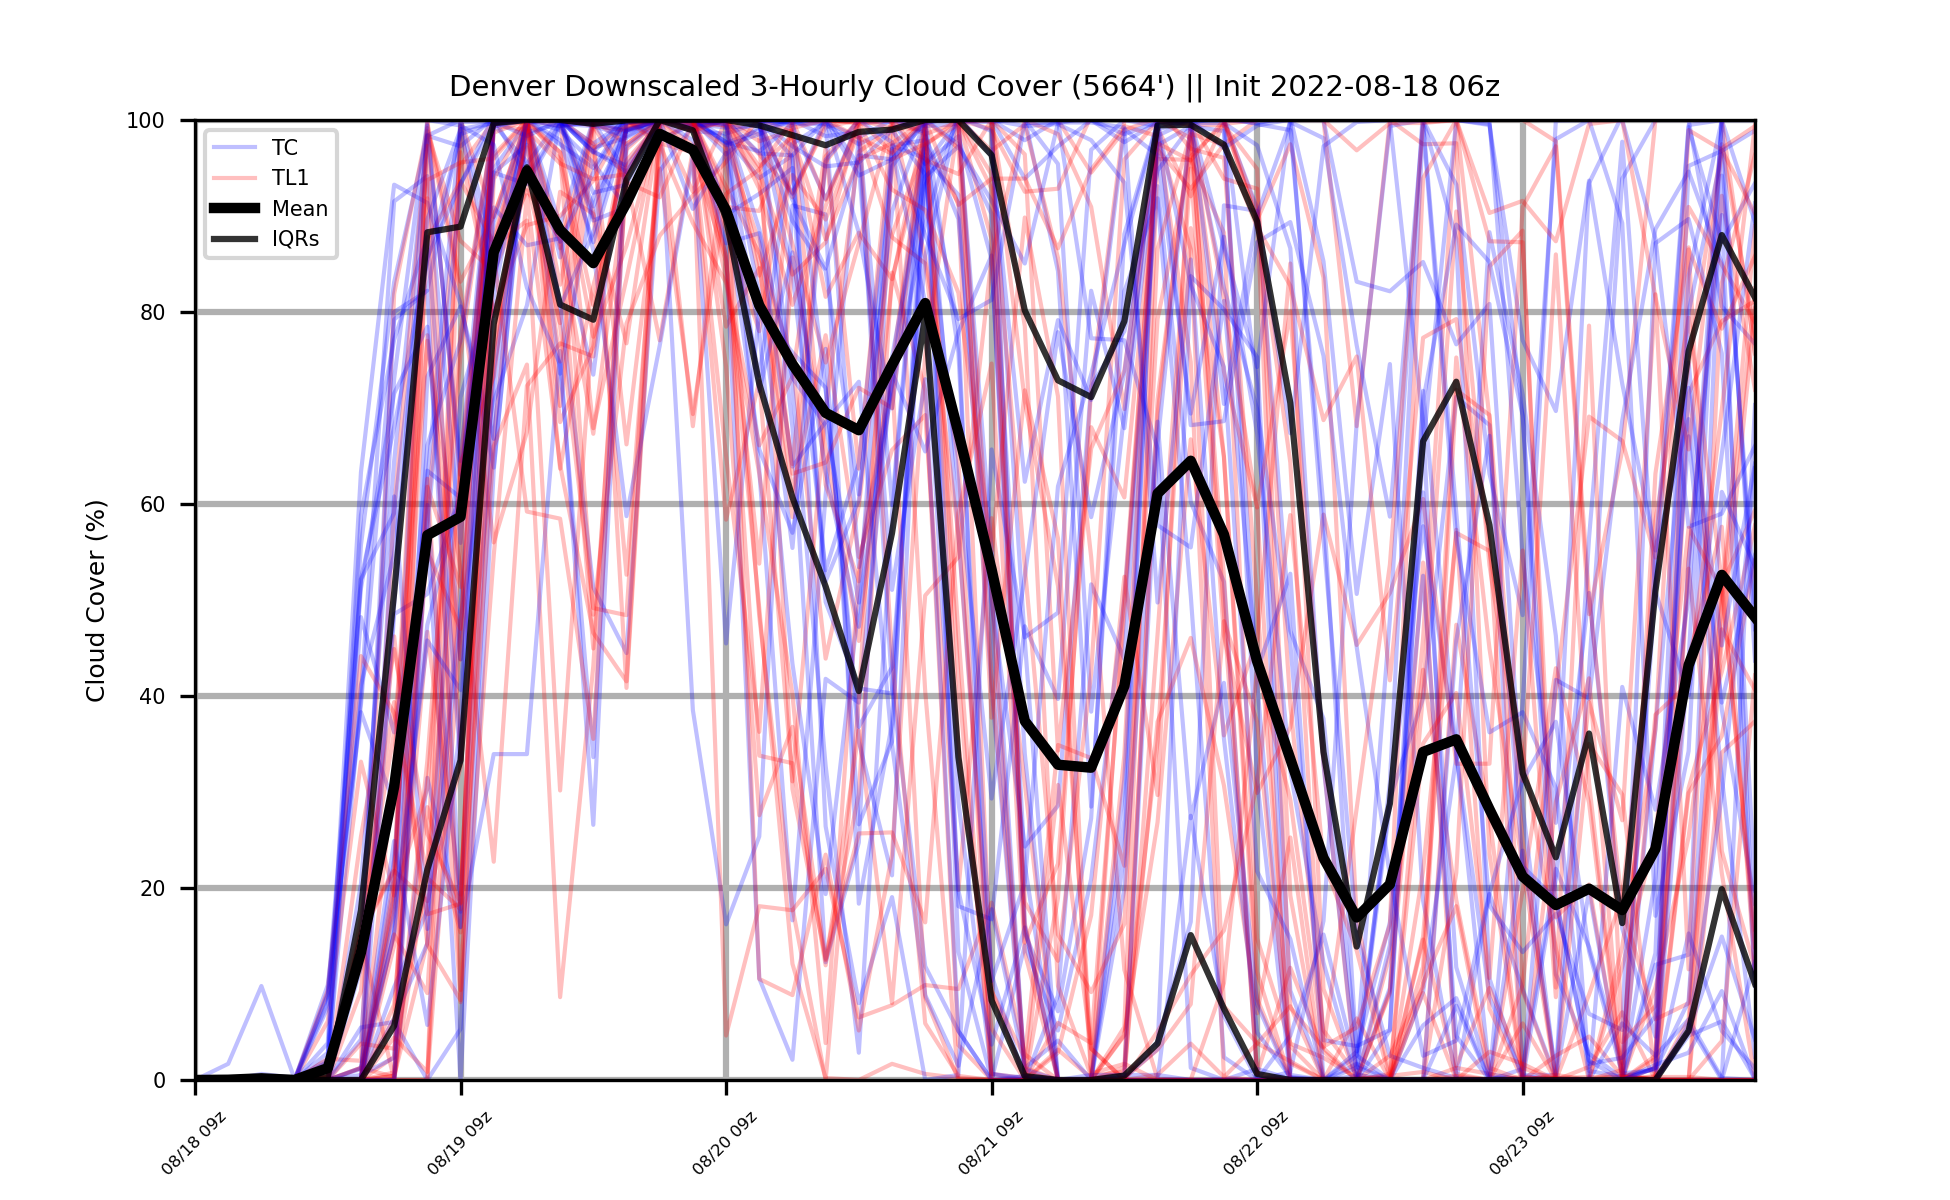 Denver Downscaled 3-Hourly Cloud Cover (5664') || Init 2022-08-18 06z
TC
TL1
Mean
IQRs
Cloud Cover (%)
100
80
60
40
20
0
08/18 09z
08/19 09z
08/20 09z
08/21 09z
08/22 09z
08/23 09z